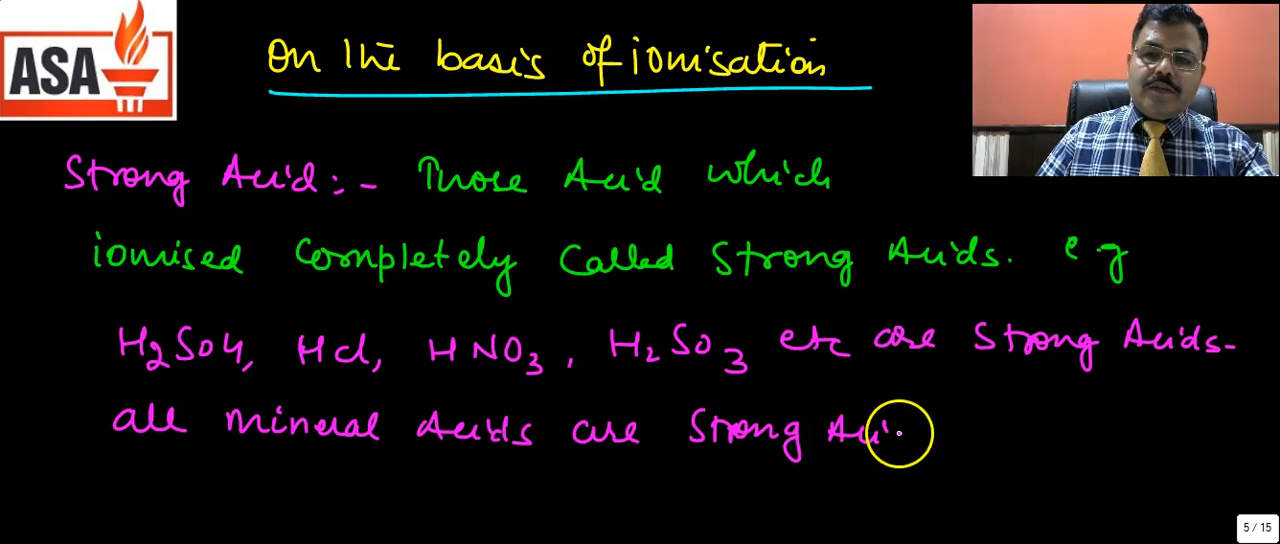 ASA
On the basis of ionisation
Strong Acid :- Those Acid which
ionised Completely Called Strong Acids. e.g
H2SO4, HCl, HNO3, H2SO3 etc are Strong Acids-
all mineral Acids are Strong Aci
5 / 15